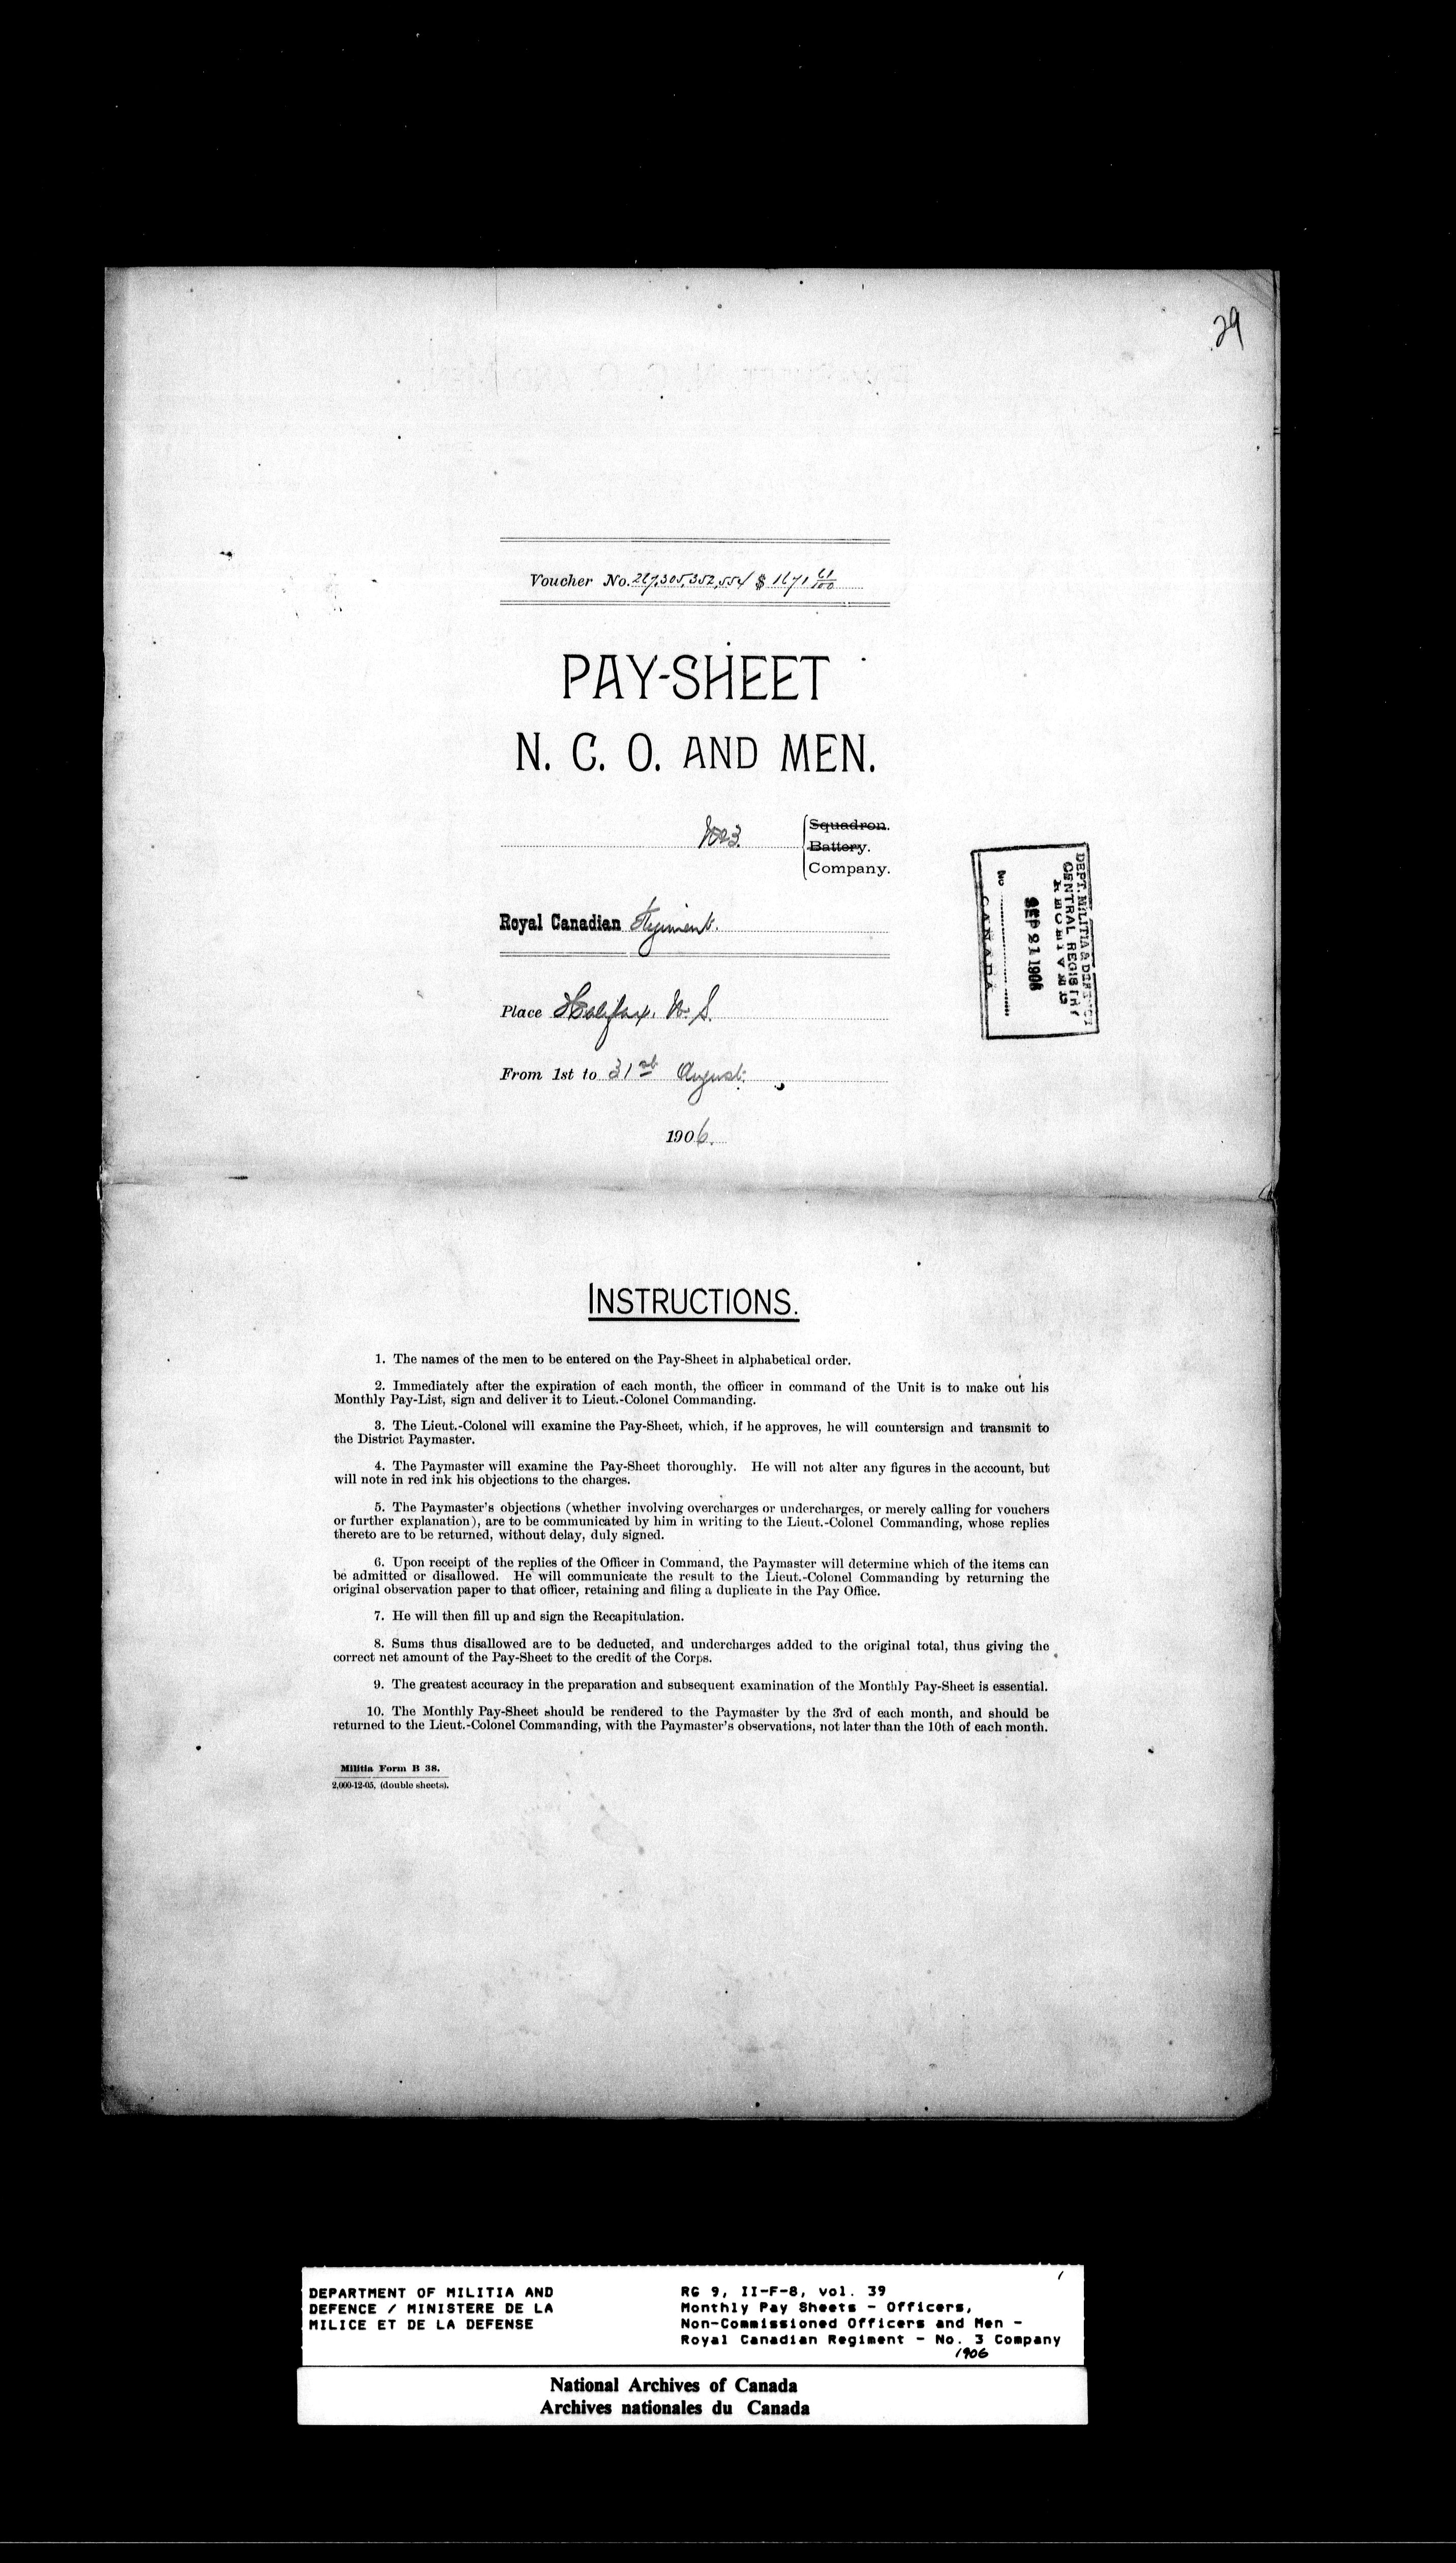 29
Voucher No. 267,305,352,554 $ 1671 61/100
PAY-SHEET
N. C. O. AND MEN.
No 3. Squadron.
Battery.
Company.
Royal Canadian Regiment.
Place Halifax, N. S.
From 1st to 31st August.
1906.
DEPT. MILITIA & DEFENCE
CENTRAL REGISTRY
RECEIVED
SEP 21 1906
ON
CANADA
INSTRUCTIONS.
1. The names of the men to be entered on the Pay-Sheet in alphabetical order.
2. Immediately after the expiration of each month, the officer in command of the Unit is to make out his
Monthly Pay-List, sign and deliver it to Lieut.-Colonel Commanding.
3. The Lieut.-Colonel will examine the Pay-Sheet, which, if he approves, he will countersign and transmit to
the District Paymaster.
4. The Paymaster will examine the Pay-Sheet thoroughly. He will not alter any figures in the account, but
will note in red ink his objections to the charges.
5. The Paymaster's objections (whether involving overcharges or undercharges, or merely calling for vouchers
or further explanation), are to be communicated by him in writing to the Lieut.-Colonel Commanding, whose replies
thereto are to be returned, without delay, duly signed.
6. Upon receipt of the replies of the Officer in Command, the Paymaster will determine which of the items can
be admitted or disallowed. He will communicate the result to the Lieut.-Colonel Commanding by returning the
original observation paper to that officer, retaining and filing a duplicate in the Pay Office.
7. He will then fill up and sign the Recapitulation.
8. Sums thus disallowed are to be deducted, and undercharges added to the original total, thus giving the
correct net amount of the Pay-Sheet to the credit of the Corps.
9. The greatest accuracy in the preparation and subsequent examination of the Monthly Pay-Sheet is essential.
10. The Monthly Pay-Sheet should be rendered to the Paymaster by the 3rd of each month, and should be
returned to the Lieut.-Colonel Commanding, with the Paymaster's observations, not later than the 10th of each month.
Militia Form B 38.
2,000-12-05, (double sheets).
1
DEPARTMENT OF MILITIA AND
DEFENCE / MINISTERE DE LA
MILICE ET DE LA DEFENSE
RG 9, II-F-8, vol. 39
Monthly Pay Sheets - Officers,
Non-Commissioned Officers and Men -
Royal Canadian Regiment - No. 3 Company
1906
National Archives of Canada
Archives nationales du Canada